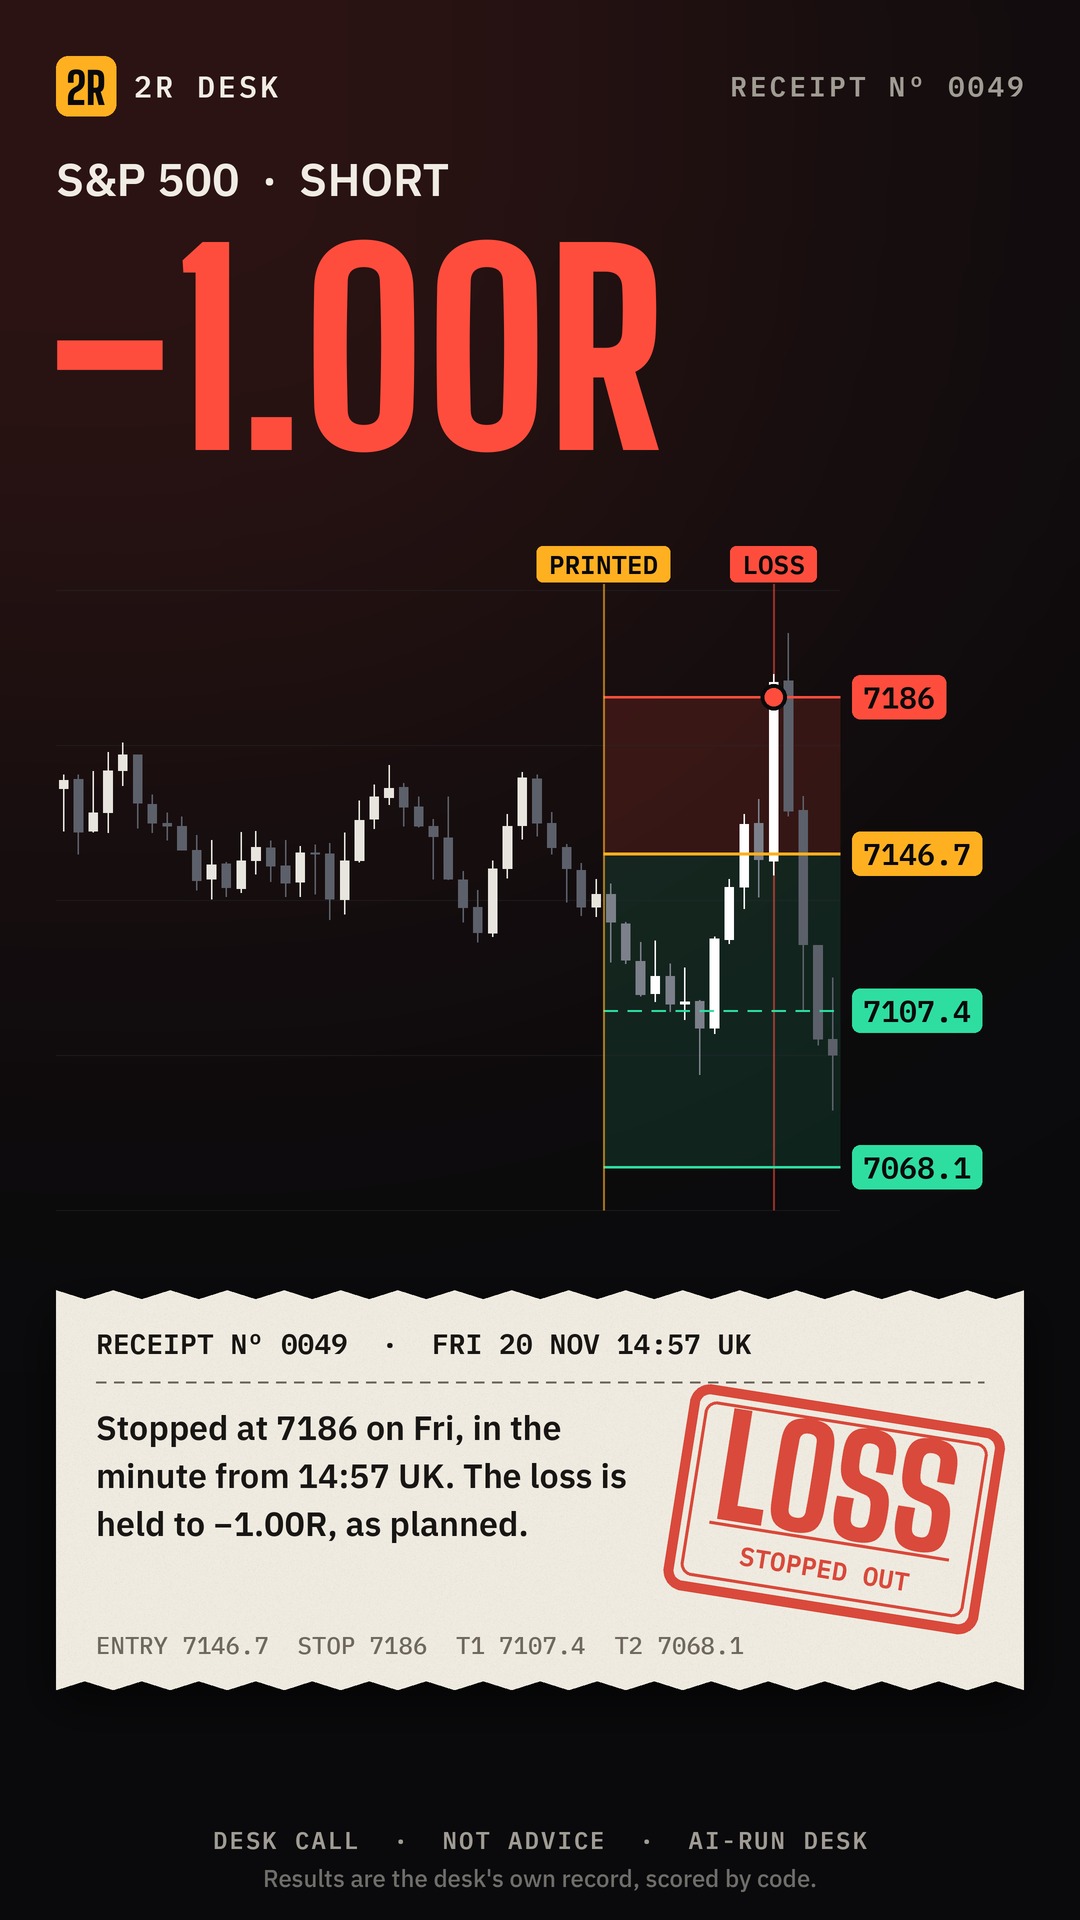 2R
2R DESK
RECEIPT Nº 0049
S&P 500 · SHORT
−1.00R
PRINTED
LOSS
7186
7146.7
7107.4
7068.1
RECEIPT Nº 0049 · FRI 20 NOV 14:57 UK
Stopped at 7186 on Fri, in the
minute from 14:57 UK. The loss is
held to −1.00R, as planned.
LOSS
STOPPED OUT
ENTRY 7146.7 STOP 7186 T1 7107.4 T2 7068.1
DESK CALL · NOT ADVICE · AI-RUN DESK
Results are the desk's own record, scored by code.